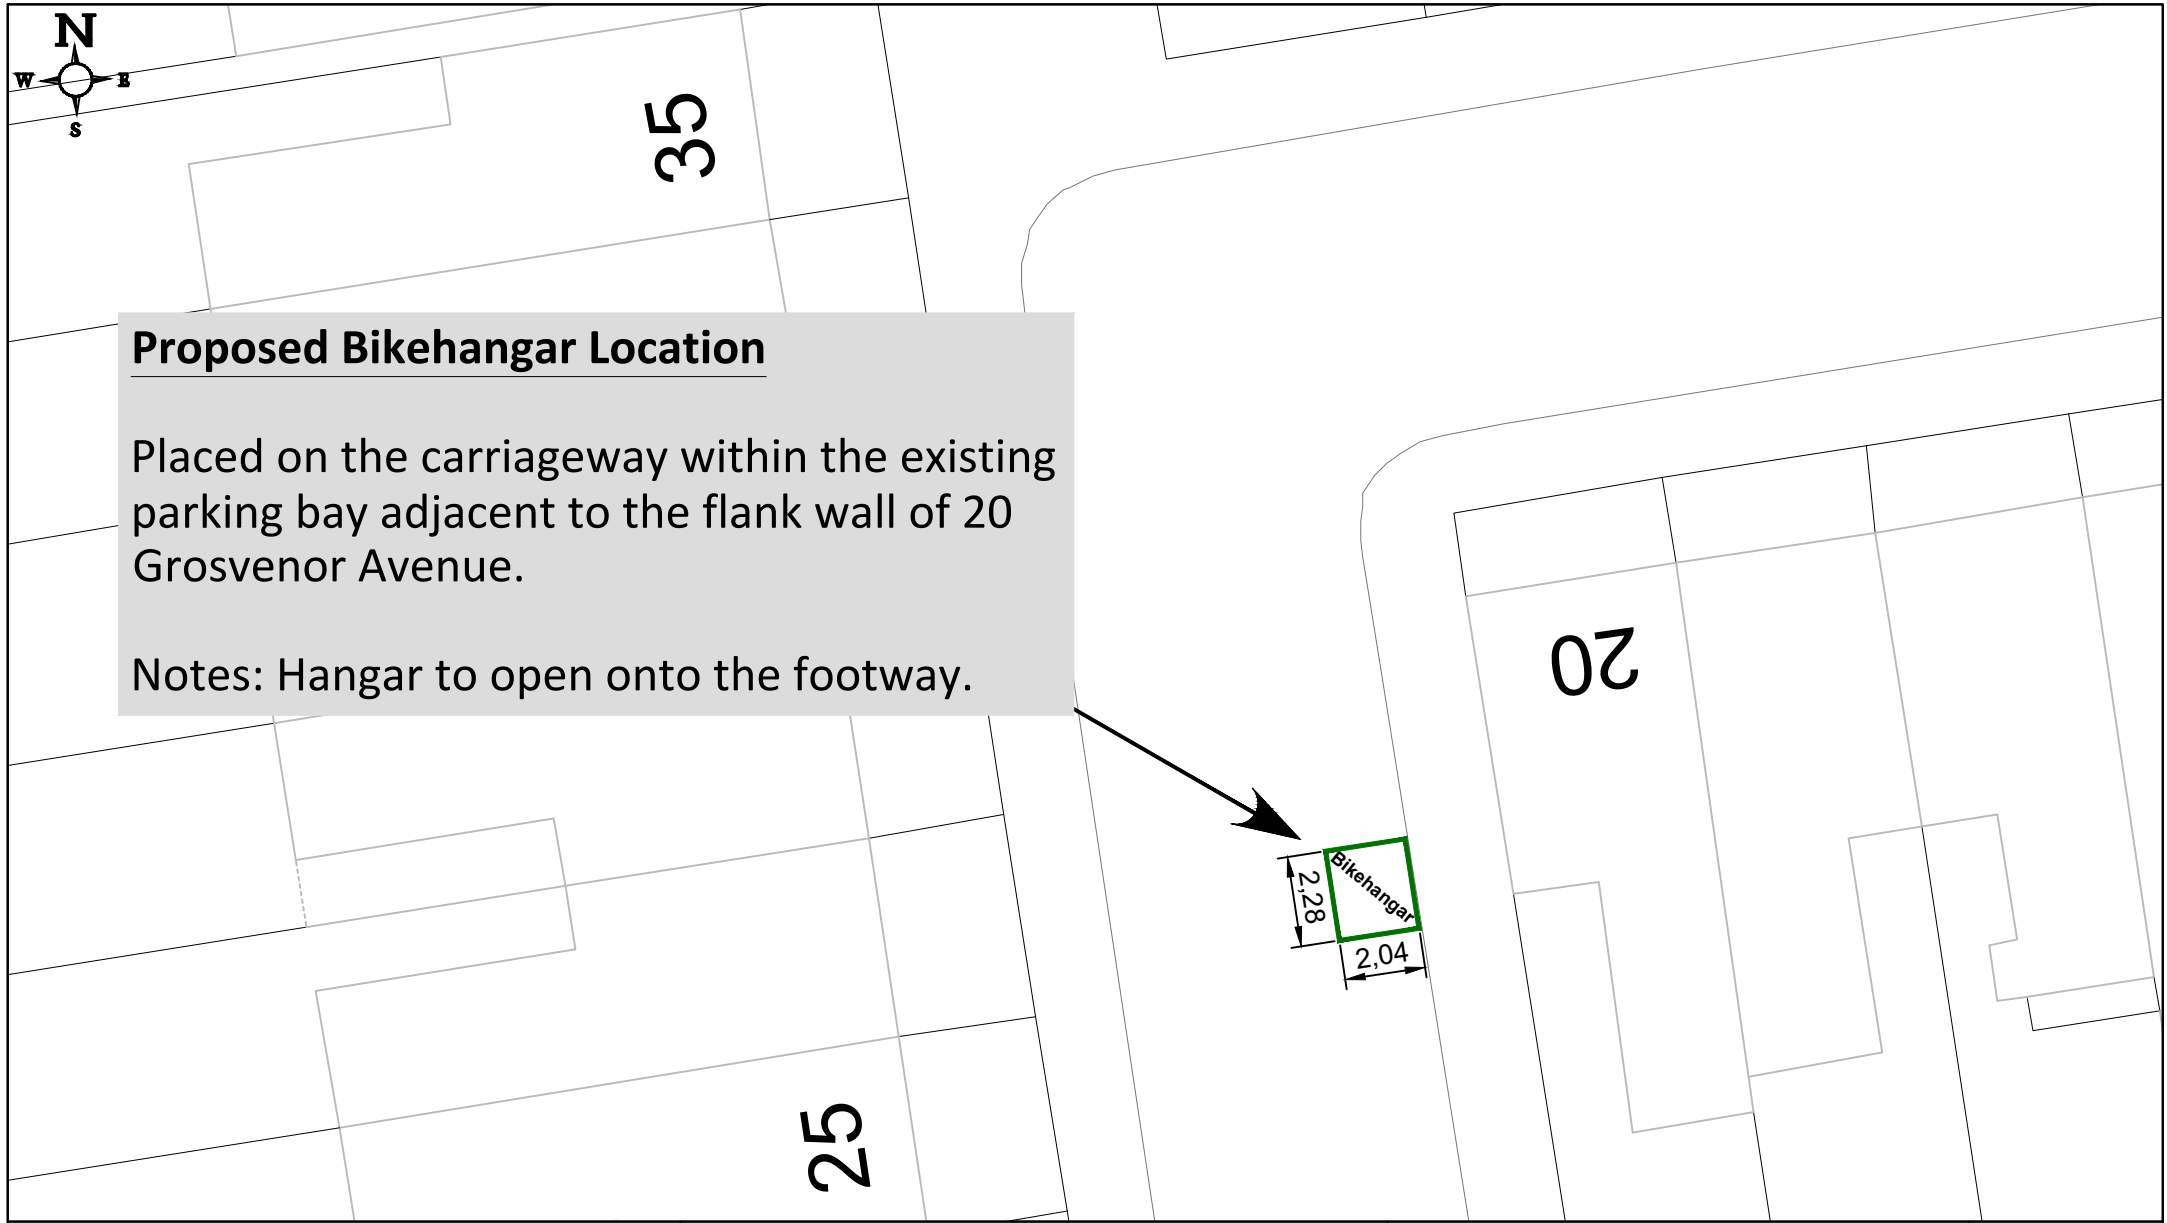 N
W E
S
35
Proposed Bikehangar Location
Placed on the carriageway within the existing
parking bay adjacent to the flank wall of 20
Grosvenor Avenue.
Notes: Hangar to open onto the footway.
20
Bikehangar
2,28
2,04
25